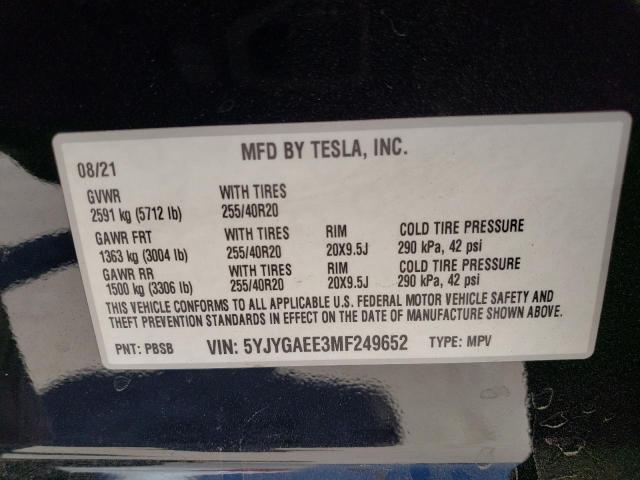 MFD BY TESLA, INC.
08/21
GVWR WITH TIRES
2591 kg (5712 lb) 255/40R20
GAWR FRT WITH TIRES RIM COLD TIRE PRESSURE
1363 kg (3004 lb) 255/40R20 20X9.5J 290 kPa, 42 psi
GAWR RR WITH TIRES RIM COLD TIRE PRESSURE
1500 kg (3306 lb) 255/40R20 20X9.5J 290 kPa, 42 psi
THIS VEHICLE CONFORMS TO ALL APPLICABLE U.S. FEDERAL MOTOR VEHICLE SAFETY AND
THEFT PREVENTION STANDARDS IN EFFECT ON THE DATE OF MANUFACTURE SHOWN ABOVE.
PNT: PBSB VIN: 5YJYGAEE3MF249652 TYPE: MPV